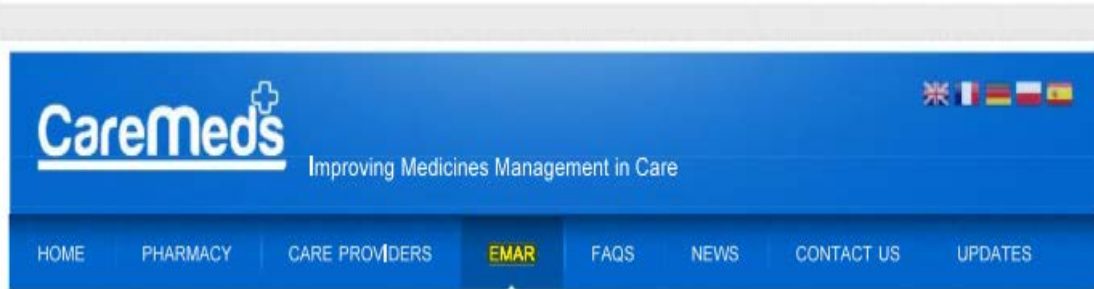 CareMeds
Improving Medicines Management in Care
HOME PHARMACY CARE PROVIDERS EMAR FAQS NEWS CONTACT US UPDATES